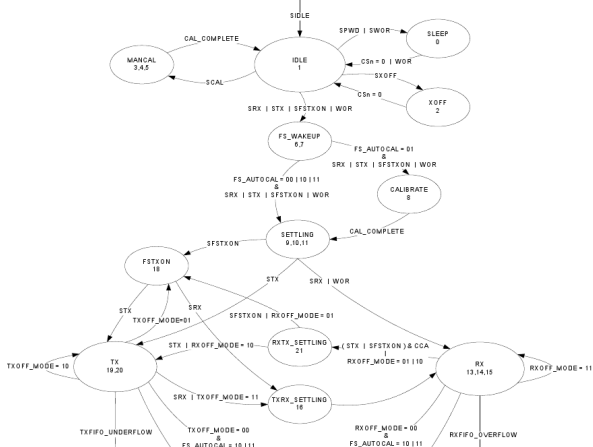 SIDLE
SPWD | SWOR
SLEEP
0
CAL_COMPLETE
MANCAL
3,4,5
IDLE
1
CSn = 0 | WOR
SCAL
SXOFF
CSn = 0
XOFF
2
SRX | STX | SFSTXON | WOR
FS_WAKEUP
6,7
FS_AUTOCAL = 01
&
SRX | STX | SFSTXON | WOR
FS_AUTOCAL = 00 | 10 | 11
&
SRX | STX | SFSTXON | WOR
CALIBRATE
8
SETTLING
9,10,11
CAL_COMPLETE
SFSTXON
FSTXON
18
STX
SRX | WOR
STX
SRX
TXOFF_MODE=01
SFSTXON | RXOFF_MODE = 01
STX | RXOFF_MODE = 10
RXTX_SETTLING
21
( STX | SFSTXON ) & CCA
|
RXOFF_MODE = 01 | 10
TXOFF_MODE = 10
TX
19,20
RX
13,14,15
RXOFF_MODE = 11
SRX | TXOFF_MODE = 11
TXRX_SETTLING
16
TXFIFO_UNDERFLOW
TXOFF_MODE = 00
&
FS_AUTOCAL = 10 | 11
RXOFF_MODE = 00
&
FS_AUTOCAL = 10 | 11
RXFIFO_OVERFLOW